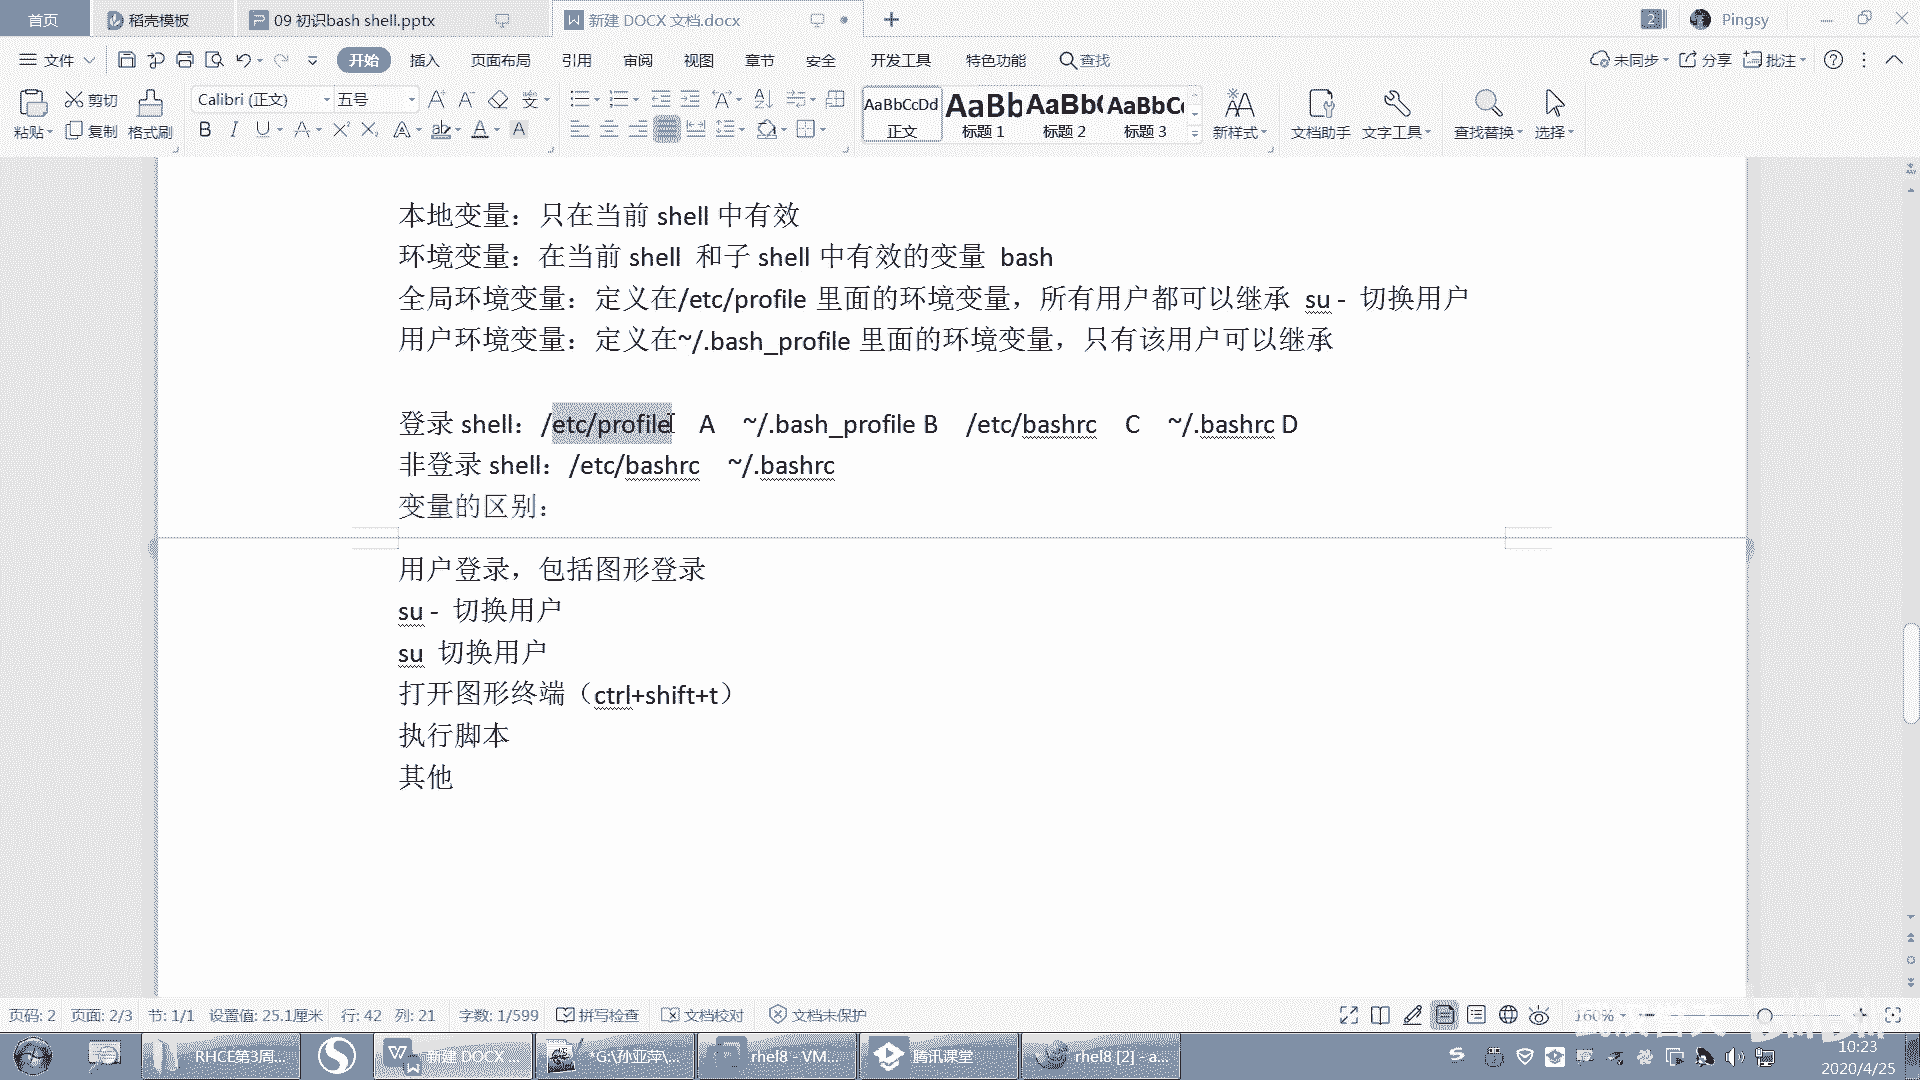 首页 稻壳模板 09 初识bash shell.pptx 新建 DOCX 文档.docx + 2 Pingsy
文件 开始 插入 页面布局 引用 审阅 视图 章节 安全 开发工具 特色功能 查找 未同步 分享 批注
粘贴 剪切 复制 格式刷 Calibri (正文) 五号 AaBbCcDd 正文 AaBb 标题 1 AaBb( 标题 2 AaBbC 标题 3 新样式 文档助手 文字工具 查找替换 选择
本地变量：只在当前 shell 中有效
环境变量：在当前 shell 和子 shell 中有效的变量 bash
全局环境变量：定义在/etc/profile 里面的环境变量，所有用户都可以继承 su - 切换用户
用户环境变量：定义在~/.bash_profile 里面的环境变量，只有该用户可以继承
登录 shell：/etc/profile A ~/.bash_profile B /etc/bashrc C ~/.bashrc D
非登录 shell：/etc/bashrc ~/.bashrc
变量的区别：
用户登录，包括图形登录
su - 切换用户
su 切换用户
打开图形终端（ctrl+shift+t）
执行脚本
其他
页码: 2 页面: 2/3 节: 1/1 设置值: 25.1厘米 行: 42 列: 21 字数: 1/599 拼写检查 文档校对 文档未保护 160%
RHCE第3周... 新建 DOCX ... *G:\孙亚萍\... rhel8 - VM... 腾讯课堂 rhel8 [2] - a... 10:23
2020/4/25